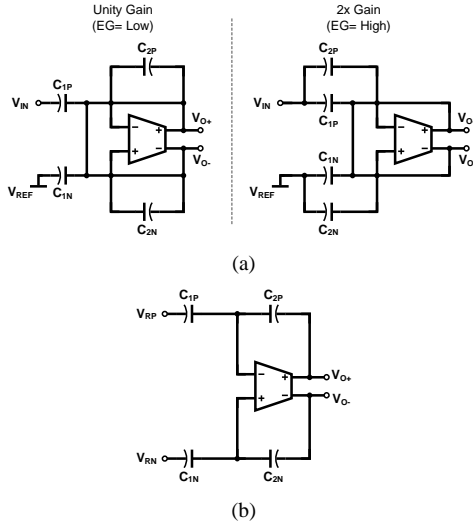 Unity Gain
(EG= Low)
2x Gain
(EG= High)
C2P
C1P
VIN
VO+
VO-
VREF
C1N
C2N
C2P
VIN
C1P
VO
C1N
VO
VREF
C2N
(a)
C1P
C2P
VRP
VO+
VO-
VRN
C1N
C2N
(b)